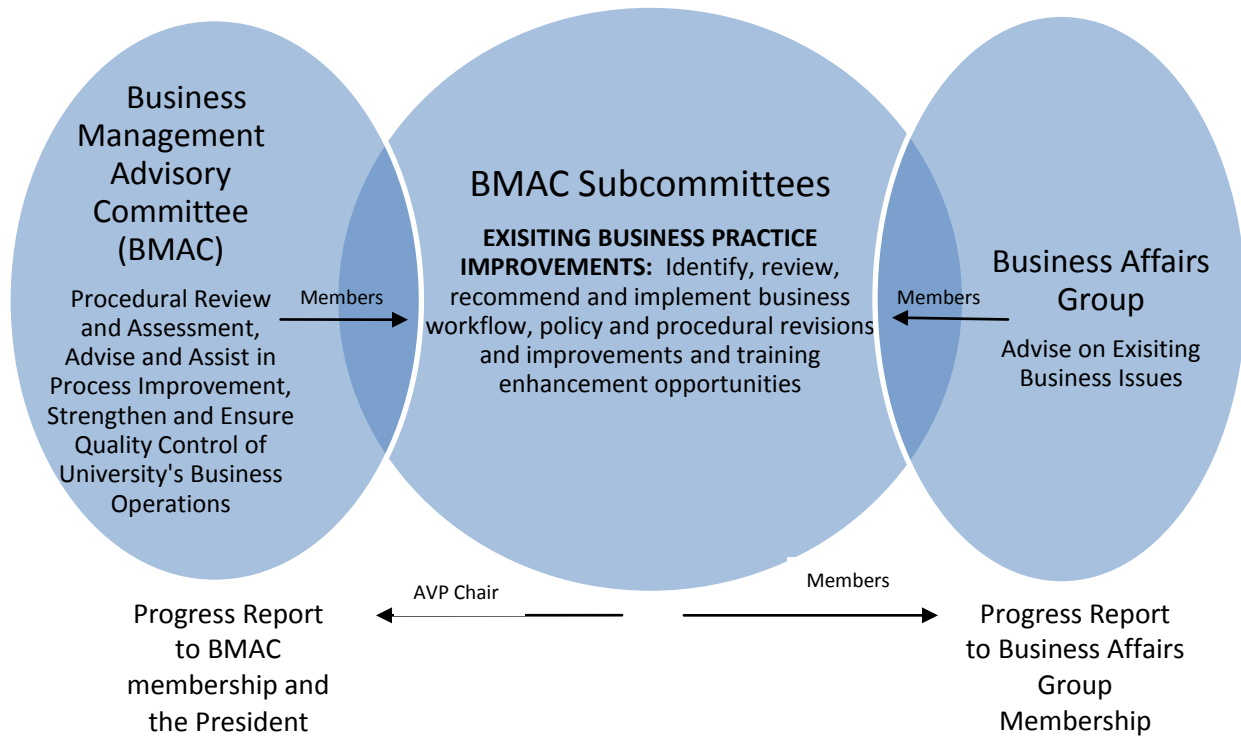 Business
Management
Advisory
Committee
(BMAC)
Procedural Review
and Assessment,
Advise and Assist in
Process Improvement,
Strengthen and Ensure
Quality Control of
University's Business
Operations
Members
BMAC Subcommittees
EXISITING BUSINESS PRACTICE
IMPROVEMENTS: Identify, review,
recommend and implement business
workflow, policy and procedural revisions
and improvements and training
enhancement opportunities
Members
Business Affairs
Group
Advise on Exisiting
Business Issues
AVP Chair
Members
Progress Report
to BMAC
membership and
the President
Progress Report
to Business Affairs
Group
Membership